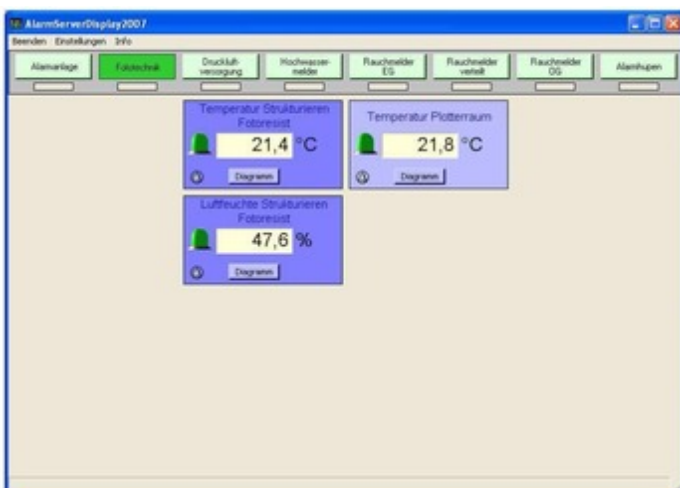 AlarmServerDisplay2007
Beenden Einstellungen Info
Alarmanlage
Fototechnik
Druckluft-
versorgung
Hochwasser-
melder
Rauchmelder
EG
Rauchmelder
verteilt
Rauchmelder
OG
Alarmhupen
Temperatur Strukturieren
Fotoresist
21,4 °C
Diagramm
Temperatur Plotterraum
21,8 °C
Diagramm
Luftfeuchte Strukturieren
Fotoresist
47,6 %
Diagramm